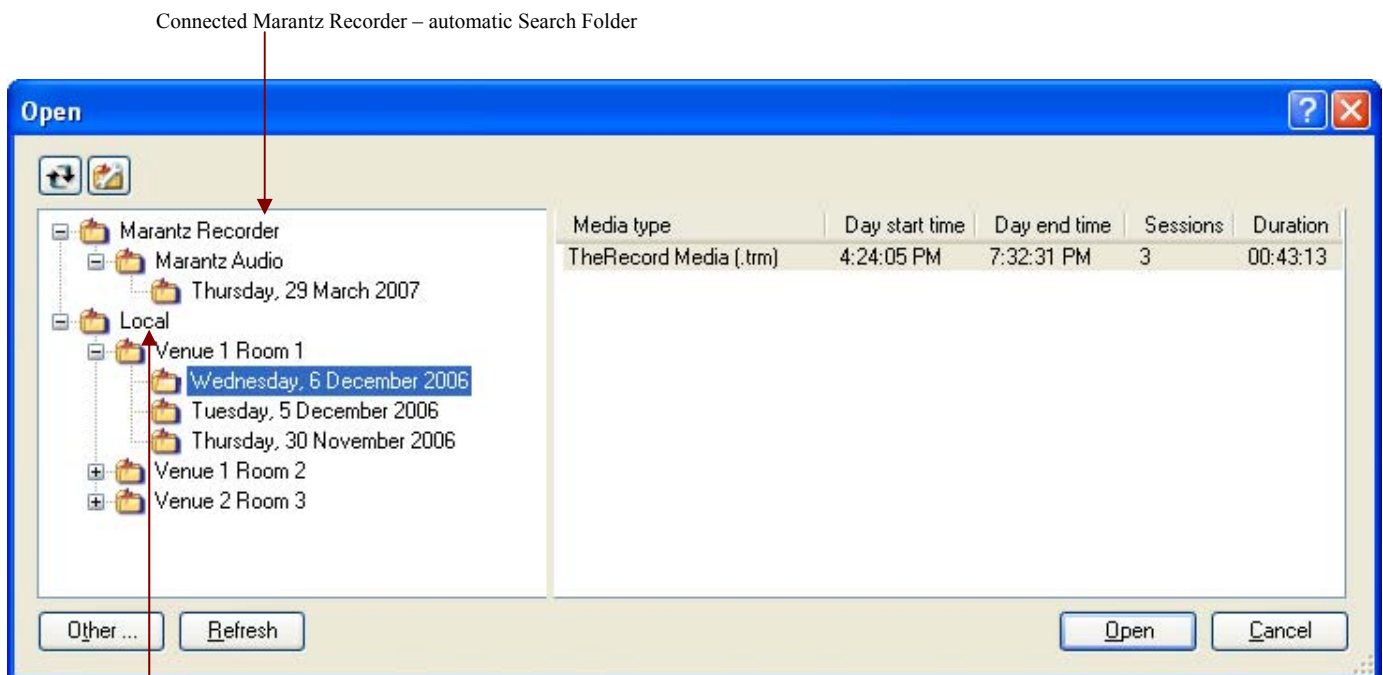 Connected Marantz Recorder – automatic Search Folder
Open
Marantz Recorder
Marantz Audio
Thursday, 29 March 2007
Local
Venue 1 Room 1
Wednesday, 6 December 2006
Tuesday, 5 December 2006
Thursday, 30 November 2006
Venue 1 Room 2
Venue 2 Room 3
Media type Day start time Day end time Sessions Duration
TheRecord Media (.trm) 4:24:05 PM 7:32:31 PM 3 00:43:13
Other ... Refresh Open Cancel